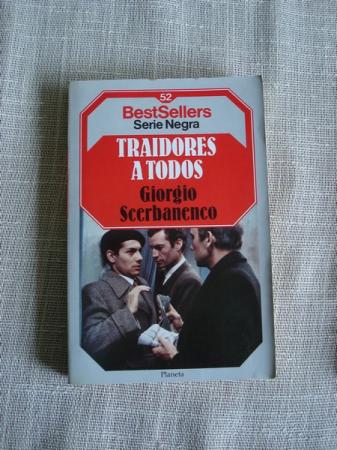 52
BestSellers
Serie Negra
TRAIDORES
A TODOS
Giorgio
Scerbanenco
Planeta